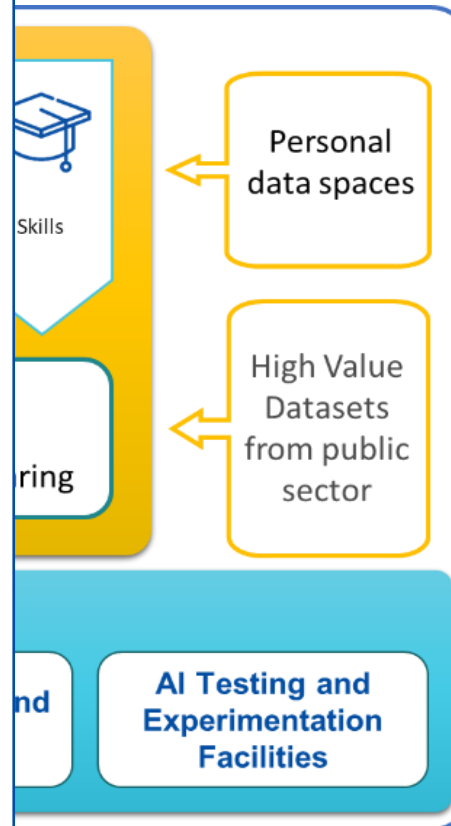 Skills
Personal
data spaces
High Value
Datasets
from public
sector
ring
nd
AI Testing and
Experimentation
Facilities